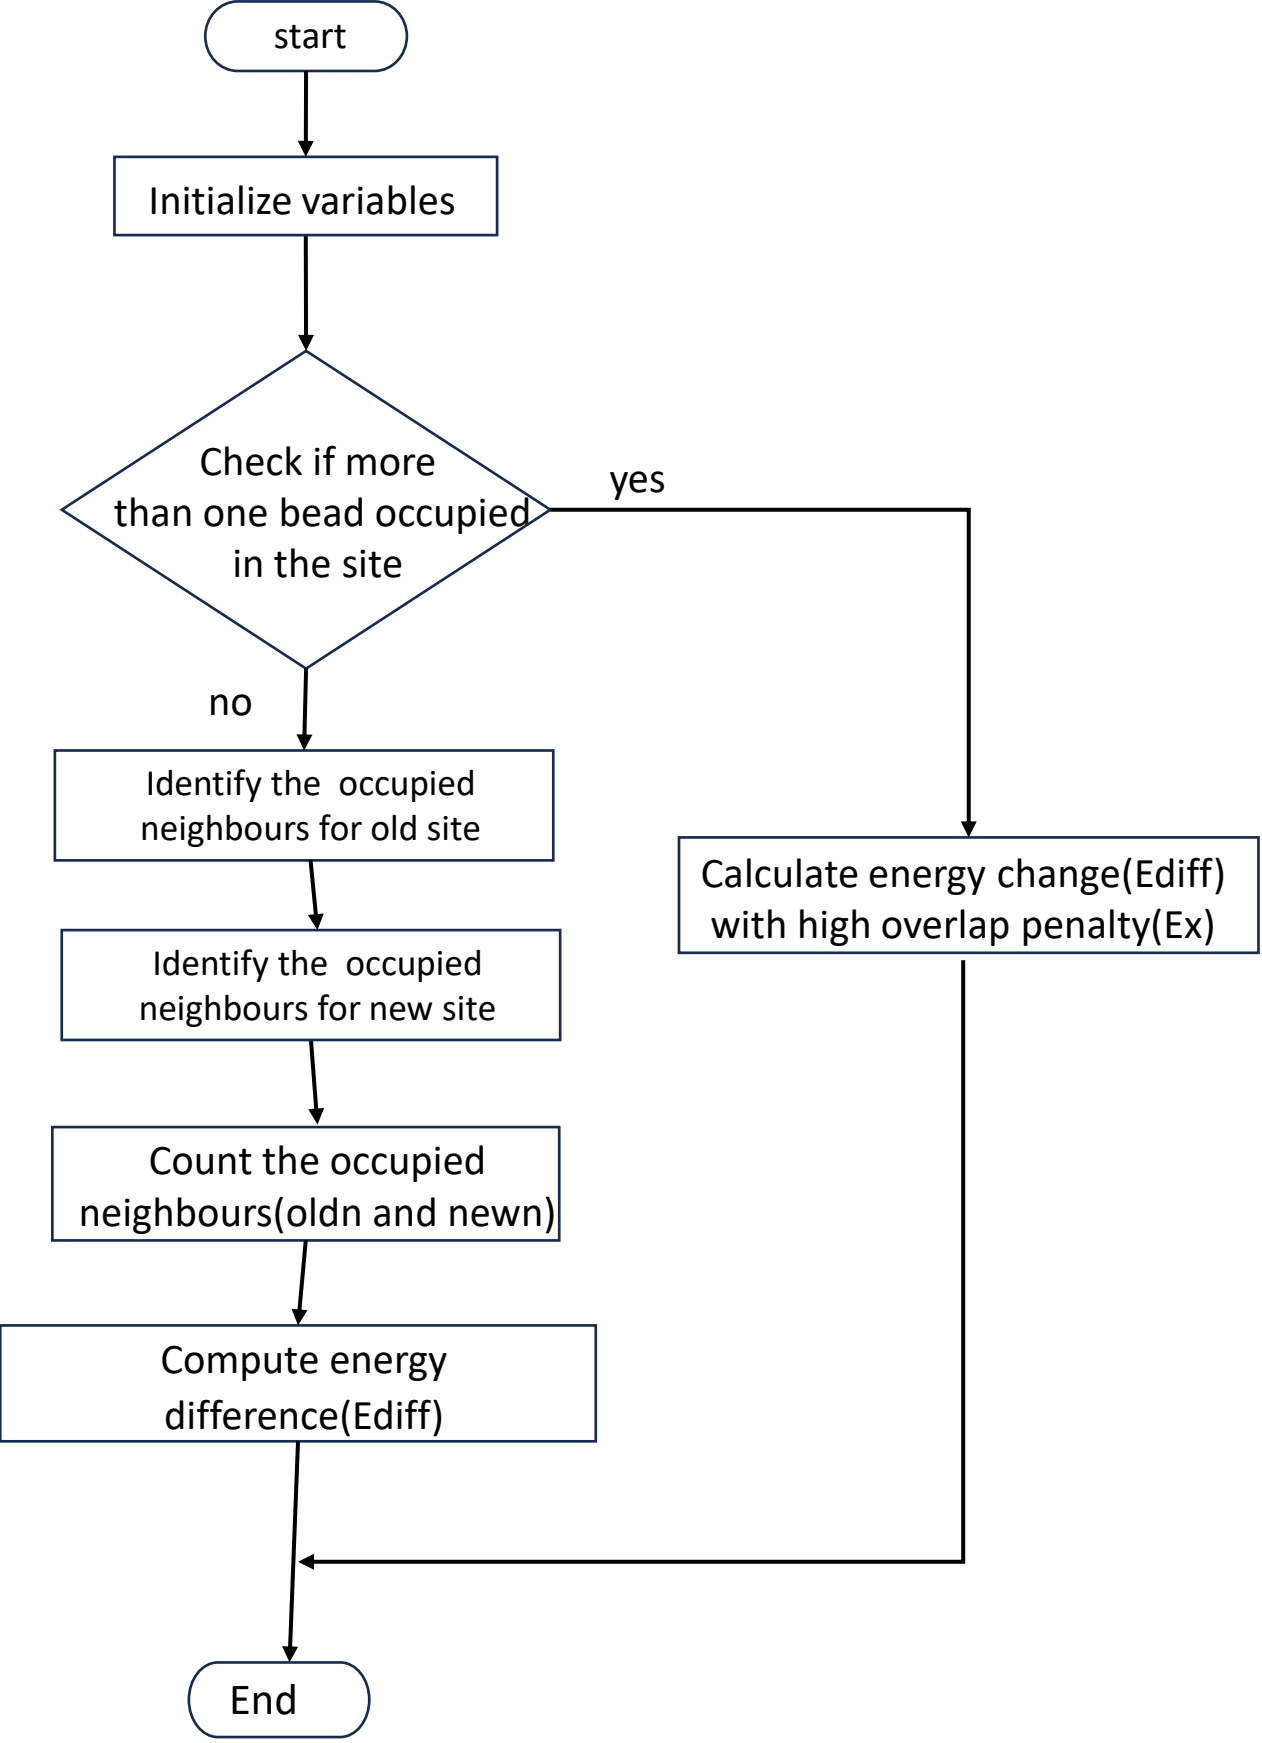 start
Initialize variables
Check if more
than one bead occupied
in the site
yes
no
Identify the  occupied
neighbours for old site
Calculate energy change(Ediff)
with high overlap penalty(Ex)
Identify the  occupied
neighbours for new site
Count the occupied
neighbours(oldn and newn)
Compute energy
difference(Ediff)
End